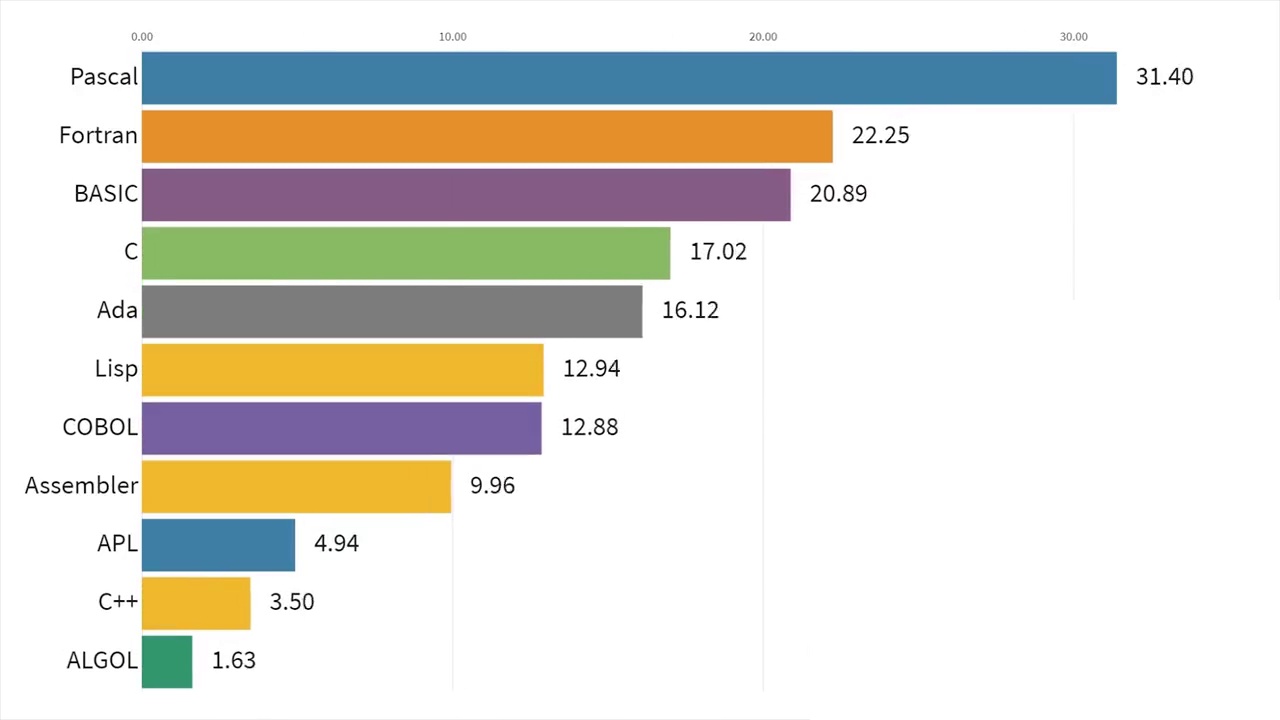 0.00 10.00 20.00 30.00
Pascal 31.40
Fortran 22.25
BASIC 20.89
C 17.02
Ada 16.12
Lisp 12.94
COBOL 12.88
Assembler 9.96
APL 4.94
C++ 3.50
ALGOL 1.63